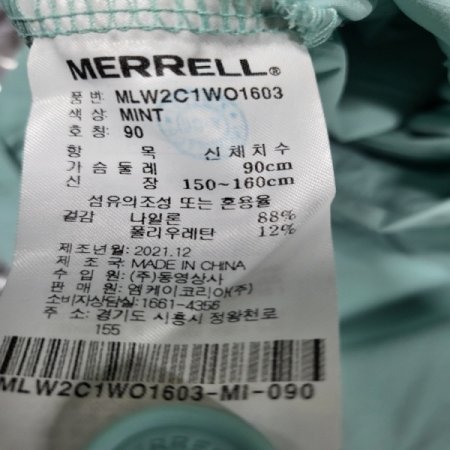 MERRELL®
품 번: MLW2C1WO1603
색 상: MINT
호 칭: 90
항 목 신 체 치 수
가 슴 둘 레 90cm
신 장 150~160cm
섬유의조성 또는 혼용율
겉감 나일론 88%
폴리우레탄 12%
제조년월: 2021.12
제 조 국: MADE IN CHINA
수 입 원: (주)동영상사
판 매 원: 엠케이코리아(주)
소비자상담실:1661-4356
주 소: 경기도 시흥시 정왕천로
155
MLW2C1WO1603-MI-090
MERRELL